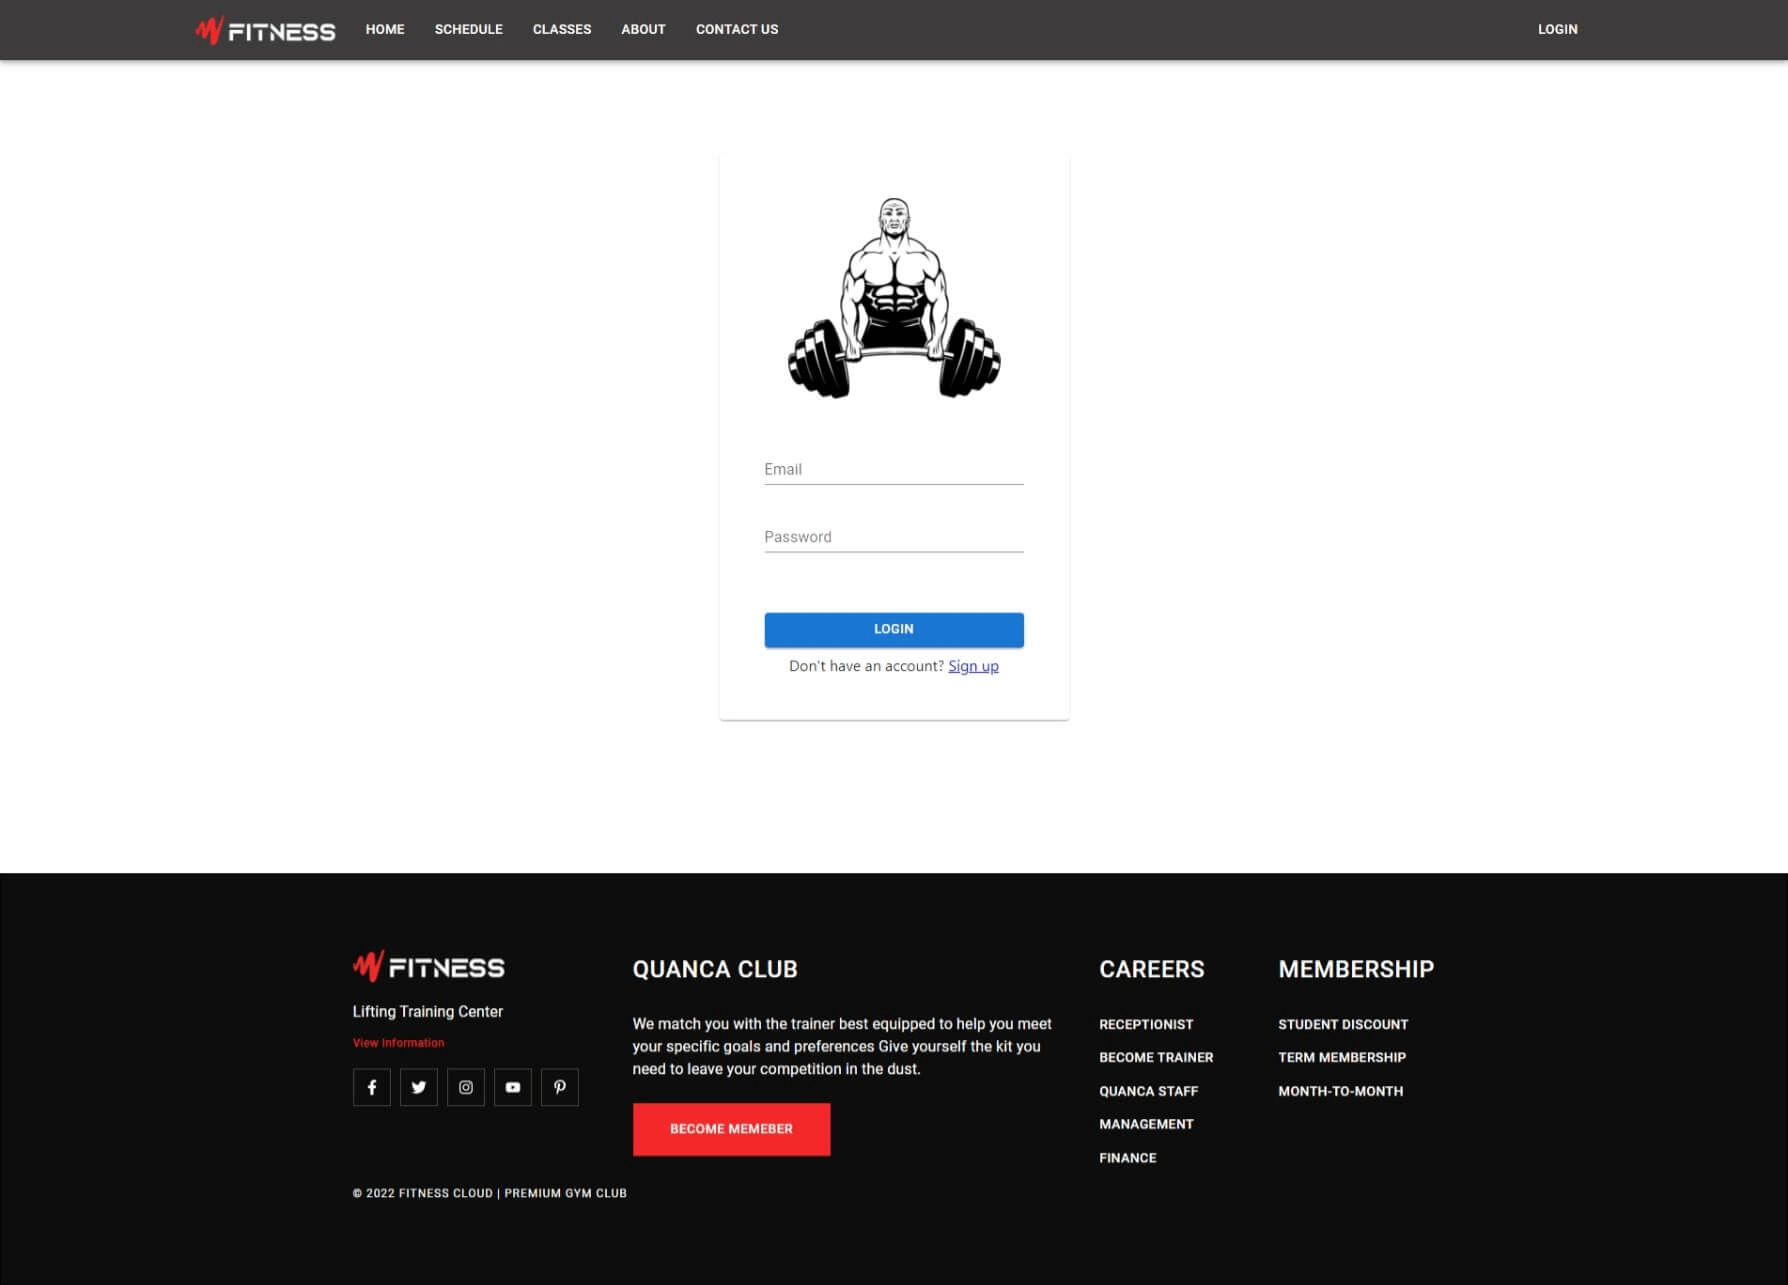 FITNESS HOME SCHEDULE CLASSES ABOUT CONTACT US LOGIN
Email
Password
LOGIN
Don't have an account? Sign up
FITNESS
Lifting Training Center
View Information
QUANCA CLUB
We match you with the trainer best equipped to help you meet
your specific goals and preferences Give yourself the kit you
need to leave your competition in the dust.
BECOME MEMEBER
CAREERS
RECEPTIONIST
BECOME TRAINER
QUANCA STAFF
MANAGEMENT
FINANCE
MEMBERSHIP
STUDENT DISCOUNT
TERM MEMBERSHIP
MONTH-TO-MONTH
© 2022 FITNESS CLOUD | PREMIUM GYM CLUB